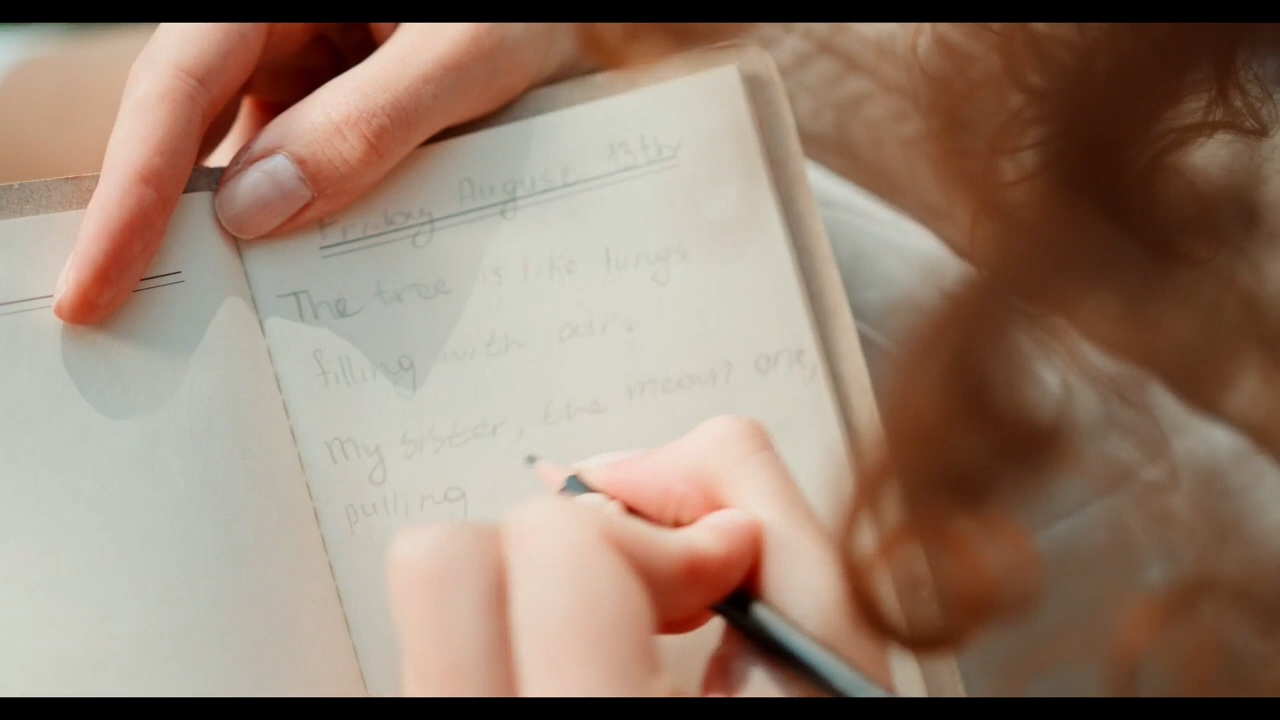 Friday August 13th
The tree is like lungs
filling with air.
My sister, the mean one,
pulling